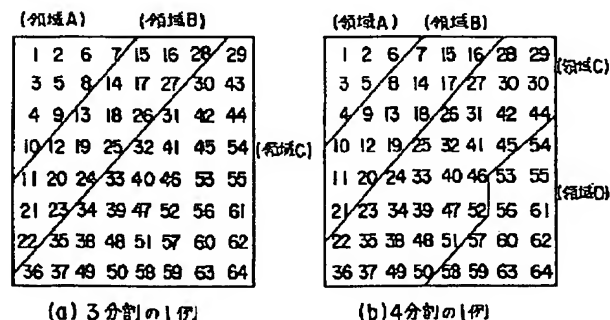 (領域A) (領域B)
1 2 6 7 15 16 28 29
3 5 8 14 17 27 30 43
4 9 13 18 26 31 42 44
10 12 19 25 32 41 45 54 (領域C)
11 20 24 33 40 46 53 55
21 23 34 39 47 52 56 61
22 35 38 48 51 57 60 62
36 37 49 50 58 59 63 64
(a) 3分割の1例
(領域A) (領域B)
1 2 6 7 15 16 28 29 (領域C)
3 5 8 14 17 27 30 30
4 9 13 18 26 31 42 44
10 12 19 25 32 41 45 54
11 20 24 33 40 46 53 55 (領域D)
21 23 34 39 47 52 56 61
22 35 38 48 51 57 60 62
36 37 49 50 58 59 63 64
(b) 4分割の1例